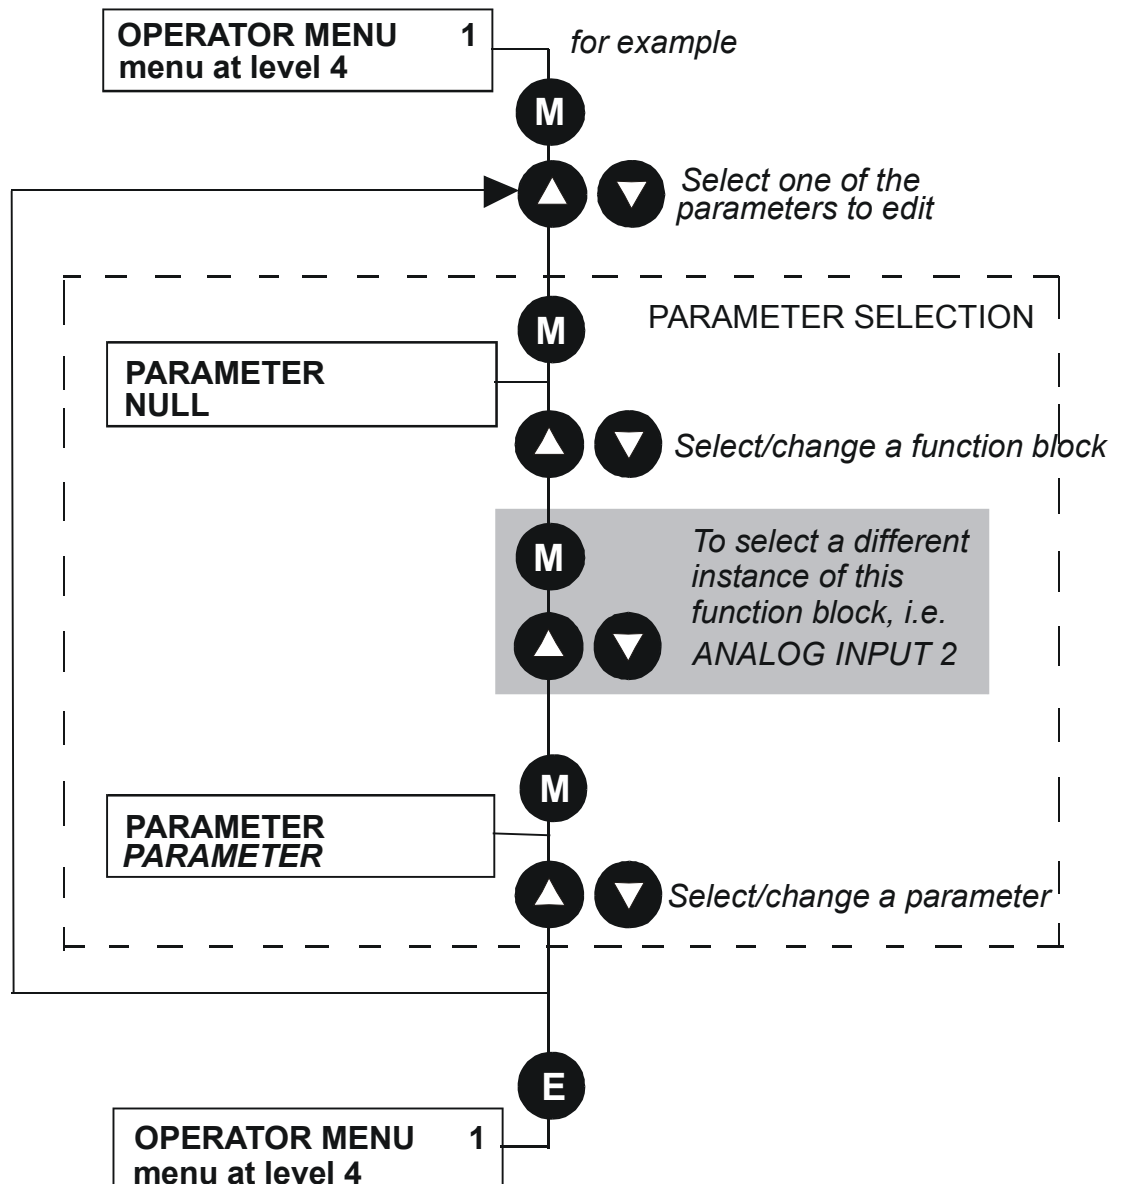 OPERATOR MENU 1
menu at level 4
for example
M
Select one of the
parameters to edit
M
PARAMETER SELECTION
PARAMETER
NULL
Select/change a function block
M
To select a different
instance of this
function block, i.e.
ANALOG INPUT 2
M
PARAMETER
PARAMETER
Select/change a parameter
E
OPERATOR MENU 1
menu at level 4